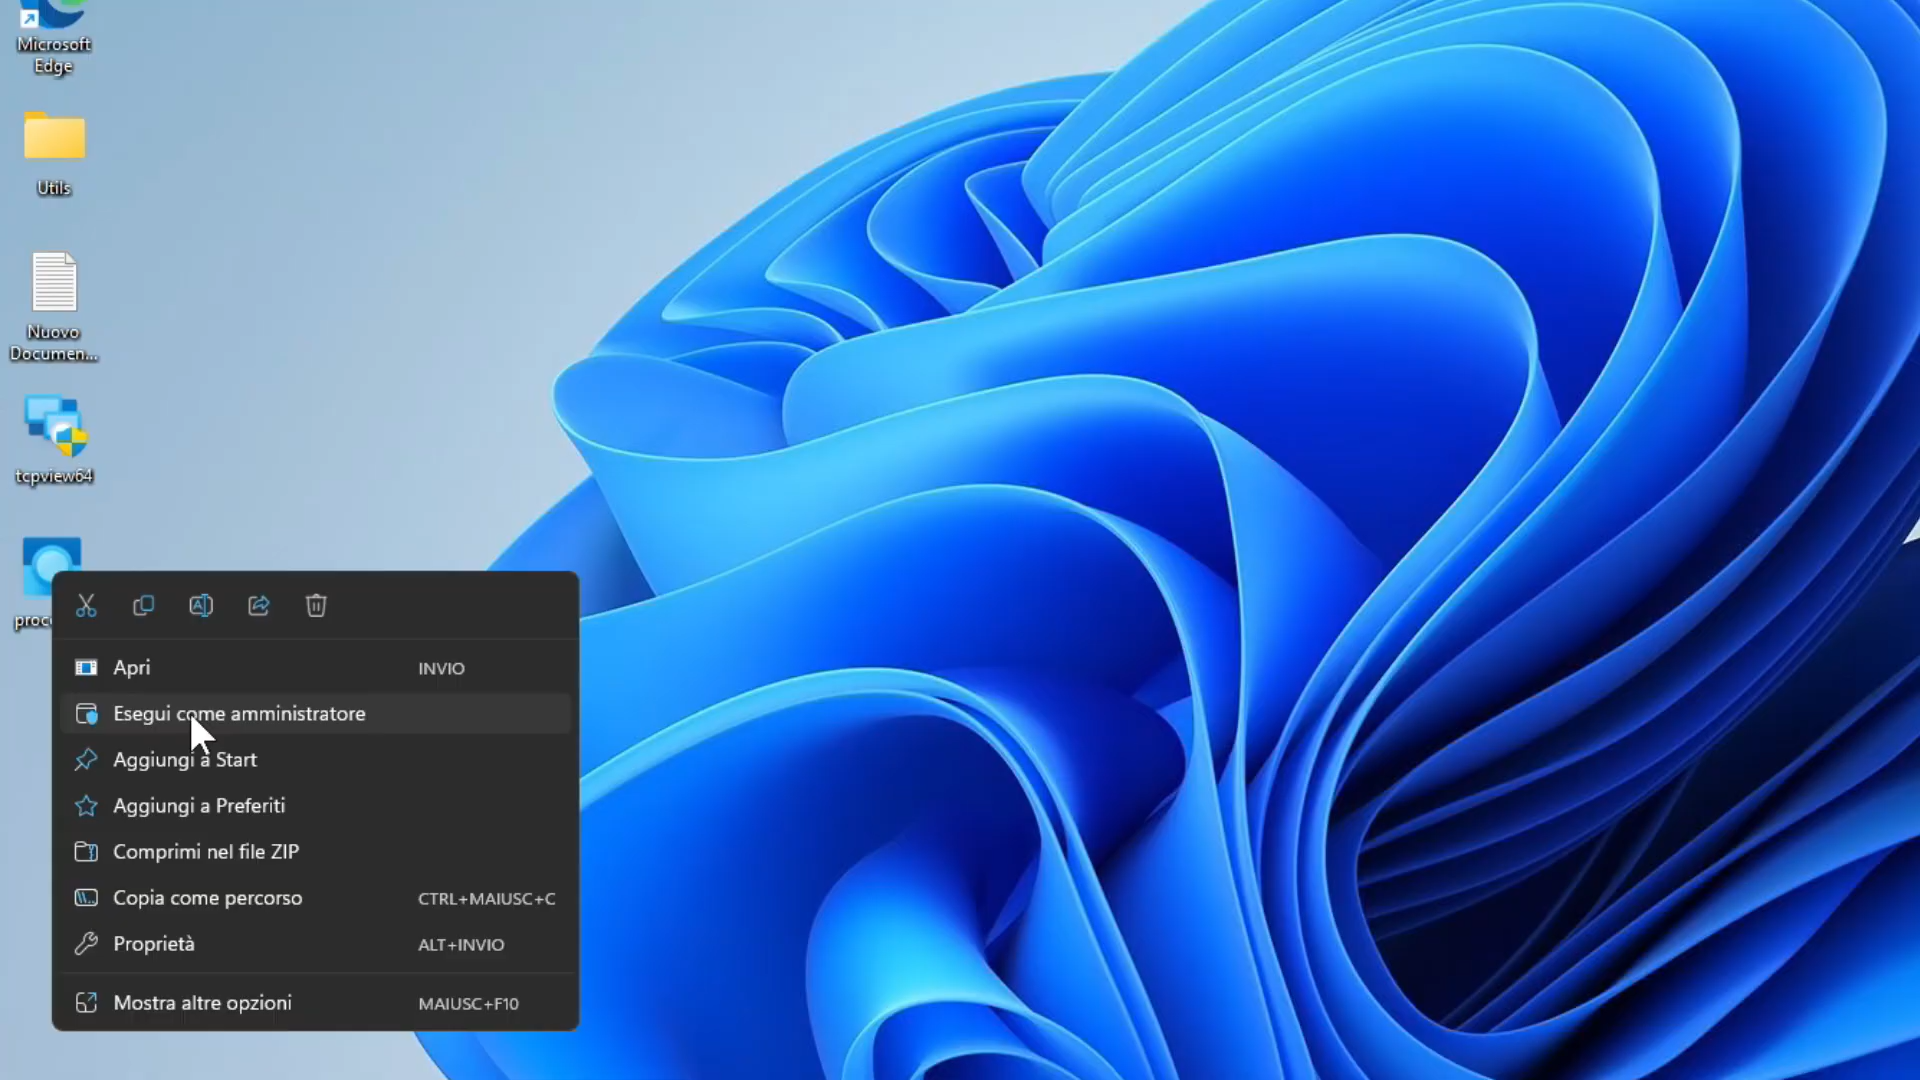 Microsoft
Edge
Utils
Nuovo
Documen...
tcpview64
Apri INVIO
Esegui come amministratore
Aggiungi a Start
Aggiungi a Preferiti
Comprimi nel file ZIP
Copia come percorso CTRL+MAIUSC+C
Proprietà ALT+INVIO
Mostra altre opzioni MAIUSC+F10